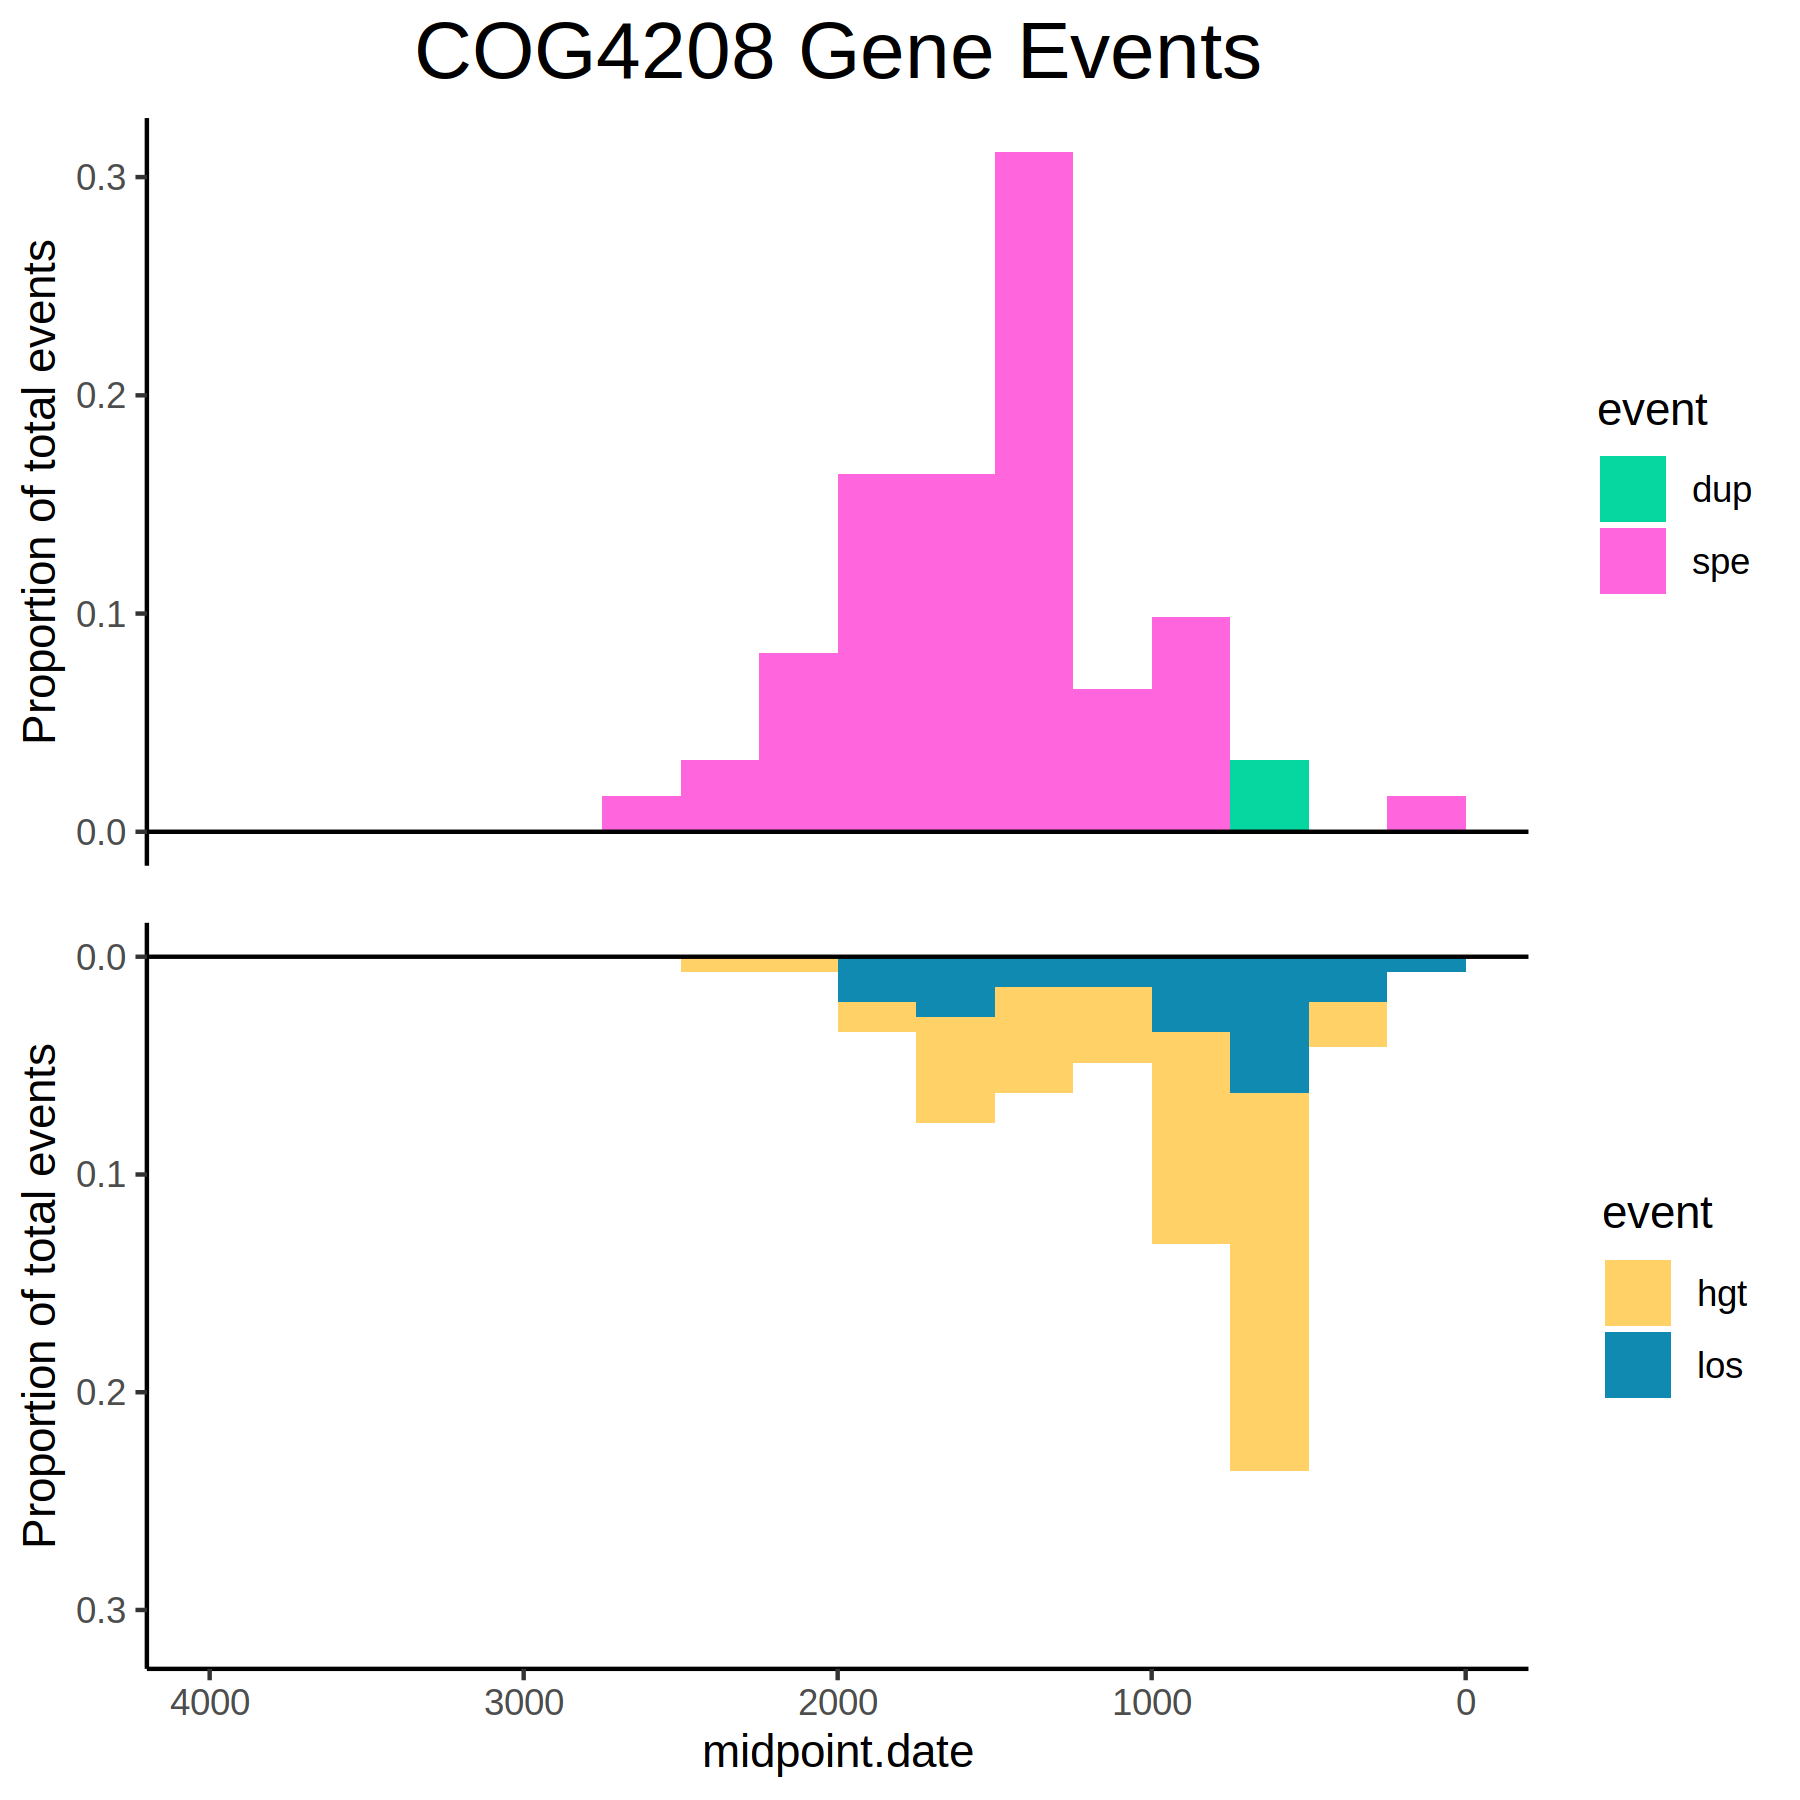 COG4208 Gene Events
Proportion of total events
0.3
0.2
0.1
0.0
event
dup
spe
Proportion of total events
0.0
0.1
0.2
0.3
event
hgt
los
4000 3000 2000 1000 0
midpoint.date